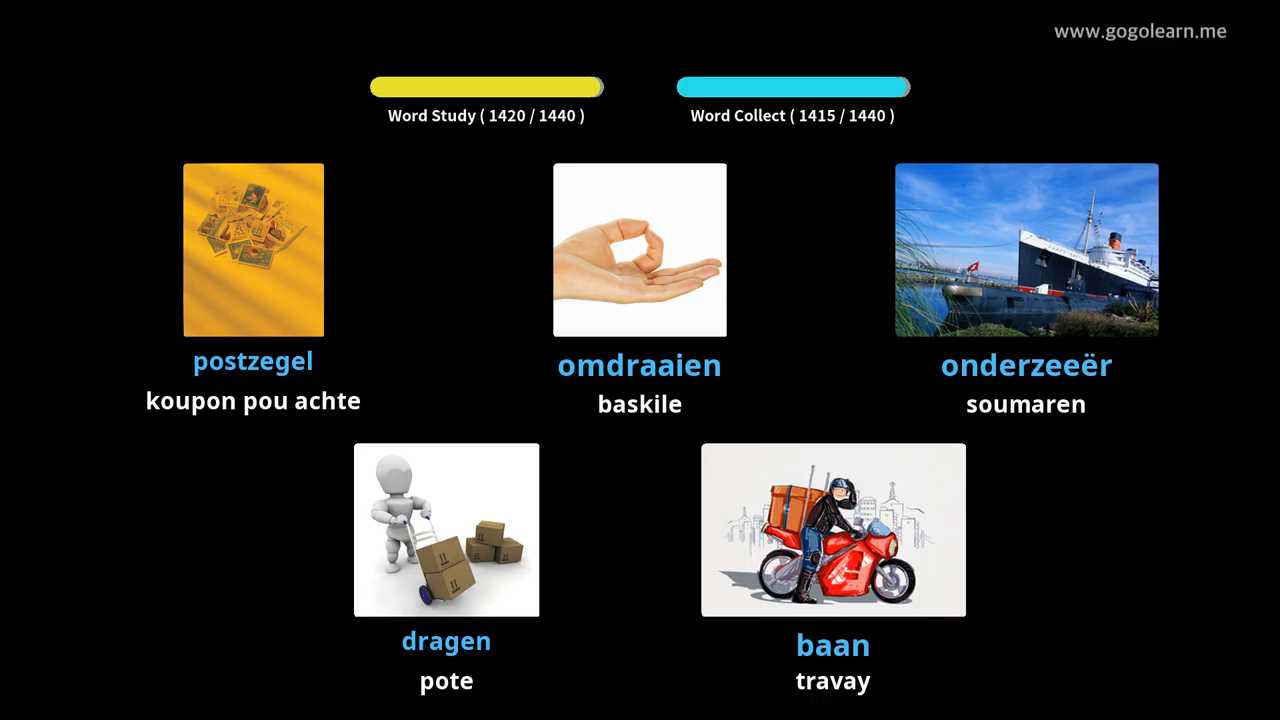 www.gogolearn.me
Word Study ( 1420 / 1440 )
Word Collect ( 1415 / 1440 )
postzegel
koupon pou achte
omdraaien
baskile
onderzeeër
soumaren
dragen
pote
baan
travay